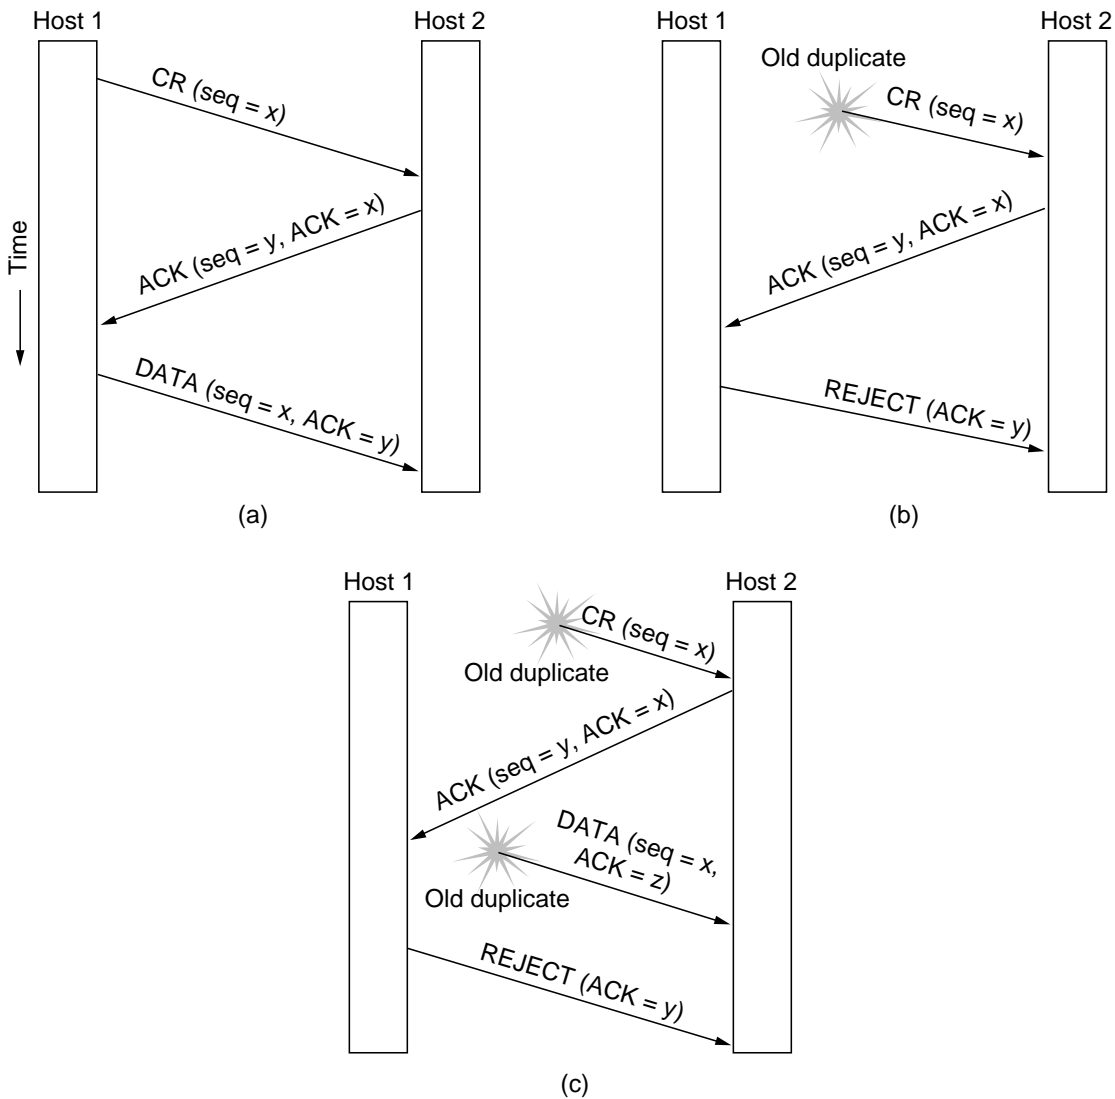 Host 1
Host 2
CR (seq = x)
ACK (seq = y, ACK = x)
DATA (seq = x, ACK = y)
Time
(a)
Host 1
Host 2
Old duplicate
CR (seq = x)
ACK (seq = y, ACK = x)
REJECT (ACK = y)
(b)
Host 1
Host 2
CR (seq = x)
Old duplicate
ACK (seq = y, ACK = x)
DATA (seq = x,
ACK = z)
Old duplicate
REJECT (ACK = y)
(c)